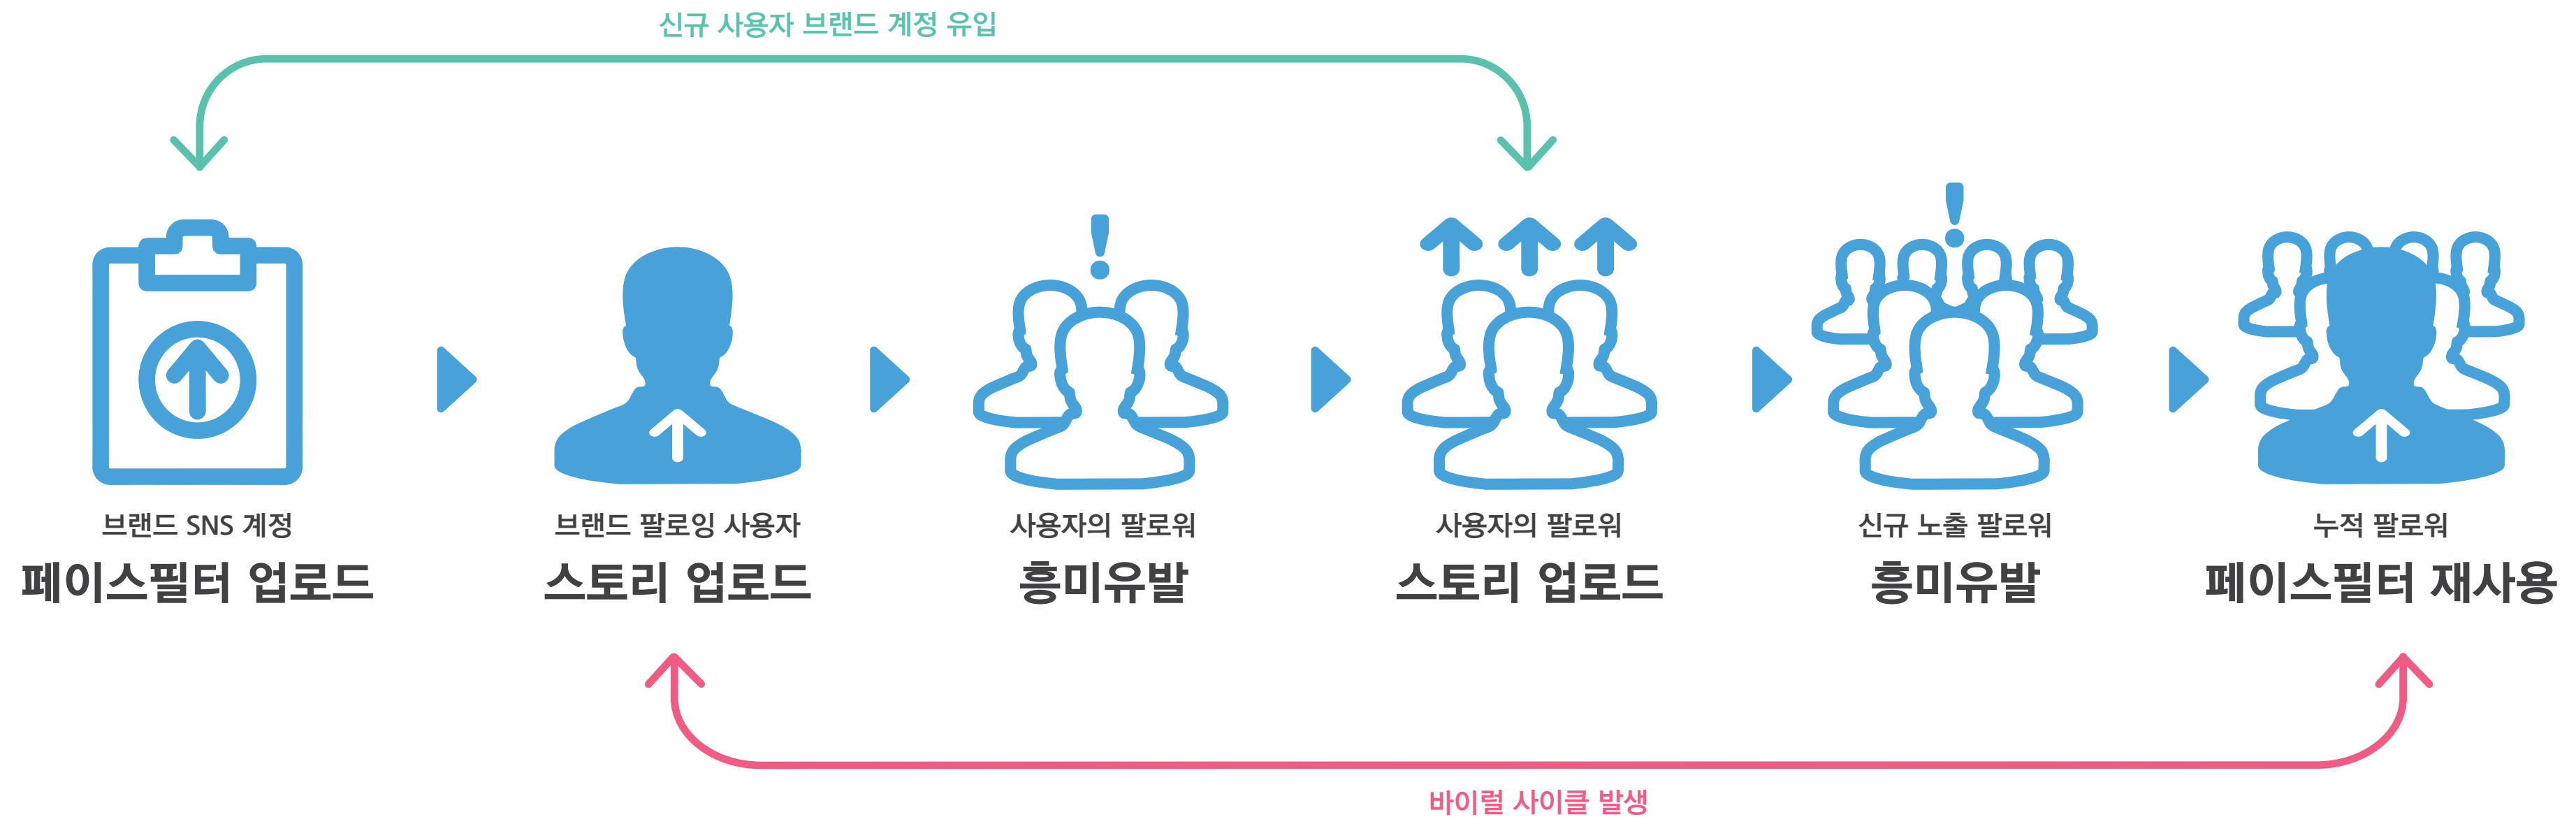 신규 사용자 브랜드 계정 유입
브랜드 SNS 계정
페이스필터 업로드
브랜드 팔로잉 사용자
스토리 업로드
사용자의 팔로워
흥미유발
사용자의 팔로워
스토리 업로드
신규 노출 팔로워
흥미유발
누적 팔로워
페이스필터 재사용
바이럴 사이클 발생